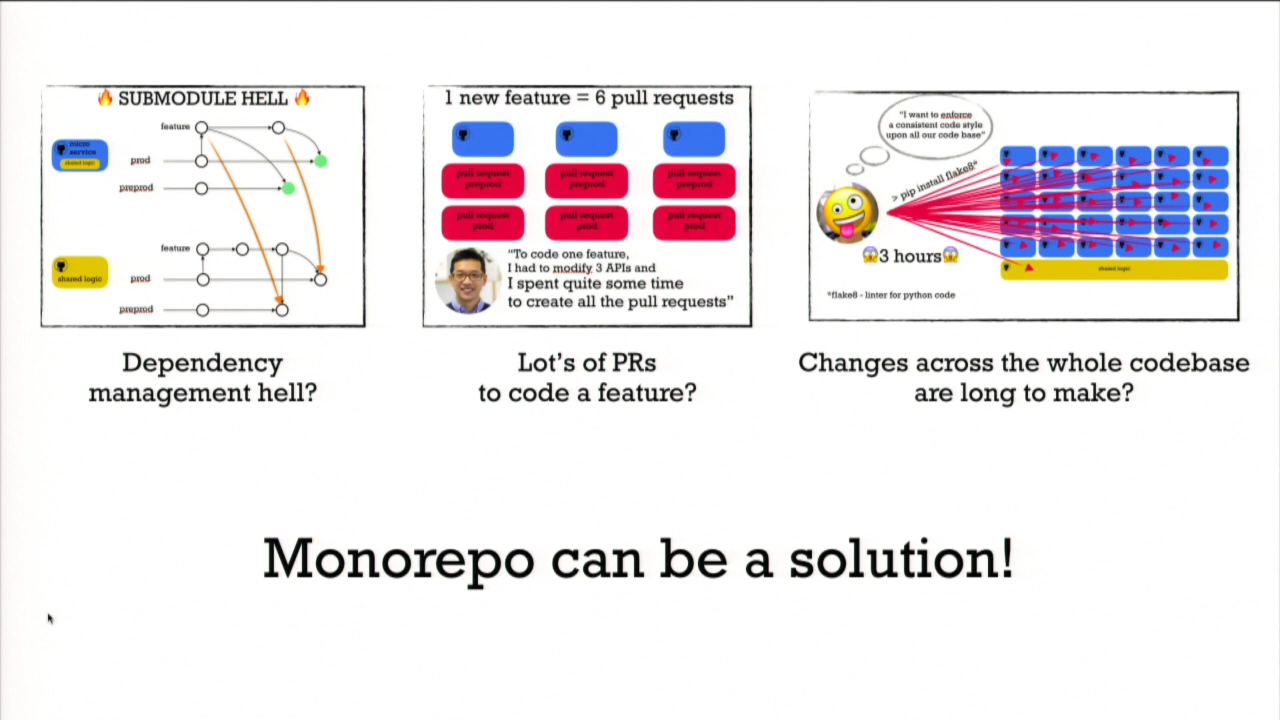 SUBMODULE HELL
feature
micro
service
shared logic
prod
preprod
feature
shared logic
prod
preprod
1 new feature = 6 pull requests
pull request
preprod
pull request
preprod
pull request
preprod
pull request
prod
pull request
prod
pull request
prod
"To code one feature,
I had to modify 3 APIs and
I spent quite some time
to create all the pull requests"
"I want to enforce
a consistent code style
upon all our code base"
> pip install flake8*
3 hours
shared logic
*flake8 - linter for python code
Dependency
management hell?
Lot's of PRs
to code a feature?
Changes across the whole codebase
are long to make?
Monorepo can be a solution!